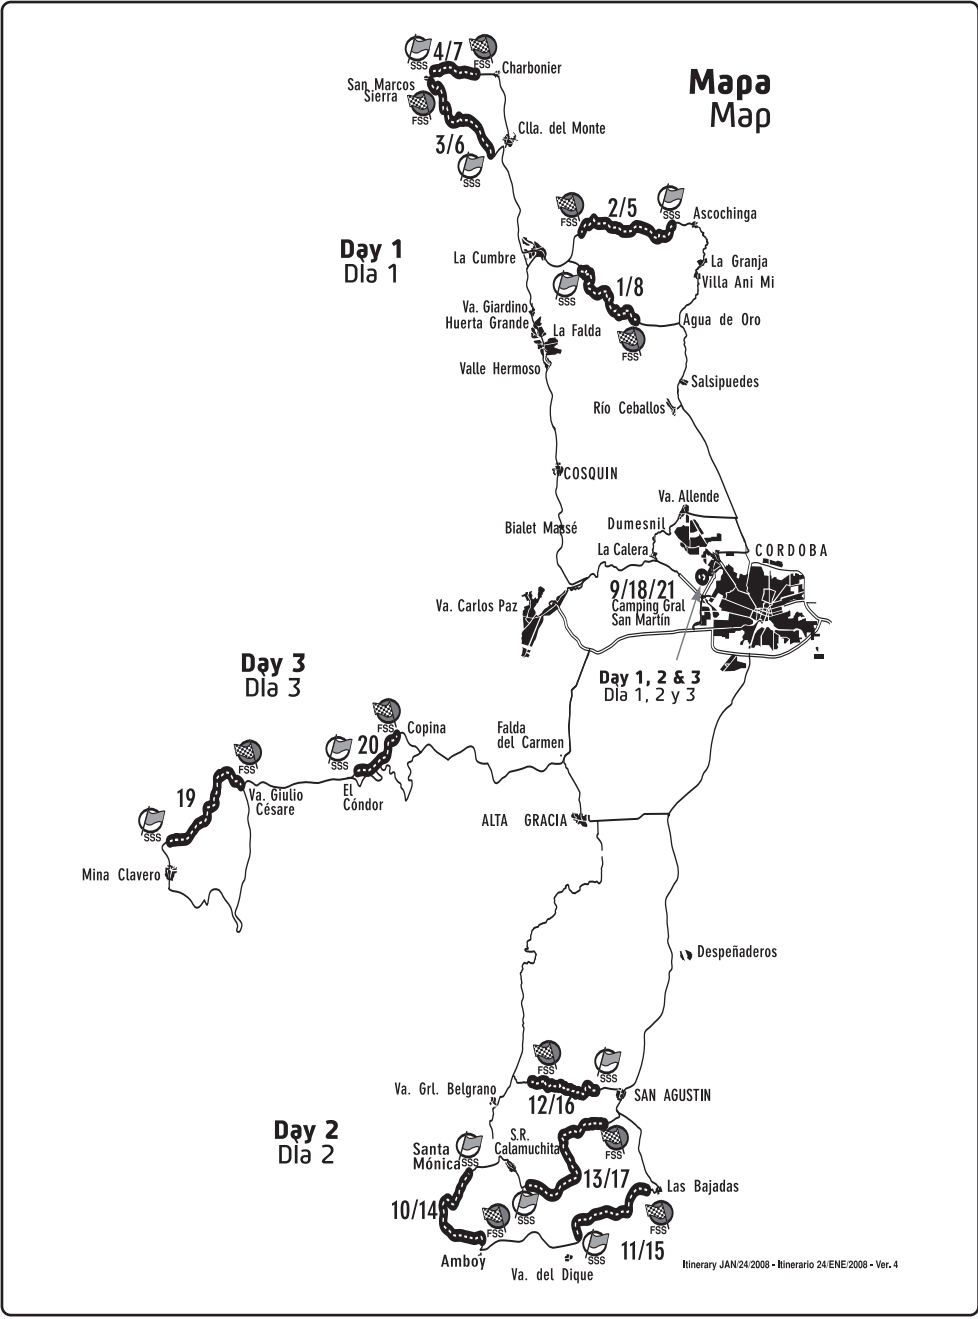 Mapa
Map
4/7
SSS
FSS
Charbonier
San Marcos
Sierra
FSS
Clla. del Monte
3/6
SSS
2/5
FSS
SSS
Ascochinga
Day 1
Dìa 1
La Cumbre
La Granja
Villa Ani Mi
SSS
1/8
Va. Giardino
Huerta Grande
La Falda
Agua de Oro
FSS
Valle Hermoso
Salsipuedes
Río Ceballos
COSQUIN
Va. Allende
Bialet Massé
Dumesnil
La Calera
CORDOBA
9/18/21
Camping Gral
San Martín
Va. Carlos Paz
Day 1, 2 & 3
Dìa 1, 2 y 3
Day 3
Dìa 3
FSS
Copina
Falda
del Carmen
20
SSS
FSS
Va. Giulio
Césare
El
Cóndor
19
SSS
ALTA GRACIA
Mina Clavero
Despeñaderos
FSS
SSS
Va. Grl. Belgrano
12/16
SAN AGUSTIN
Day 2
Dìa 2
Santa
Mónica
SSS
S.R.
Calamuchita
FSS
13/17
Las Bajadas
10/14
FSS
SSS
FSS
11/15
SSS
Amboy
Va. del Dique
Itinerary JAN/24/2008 - Itinerario 24/ENE/2008 - Ver. 4